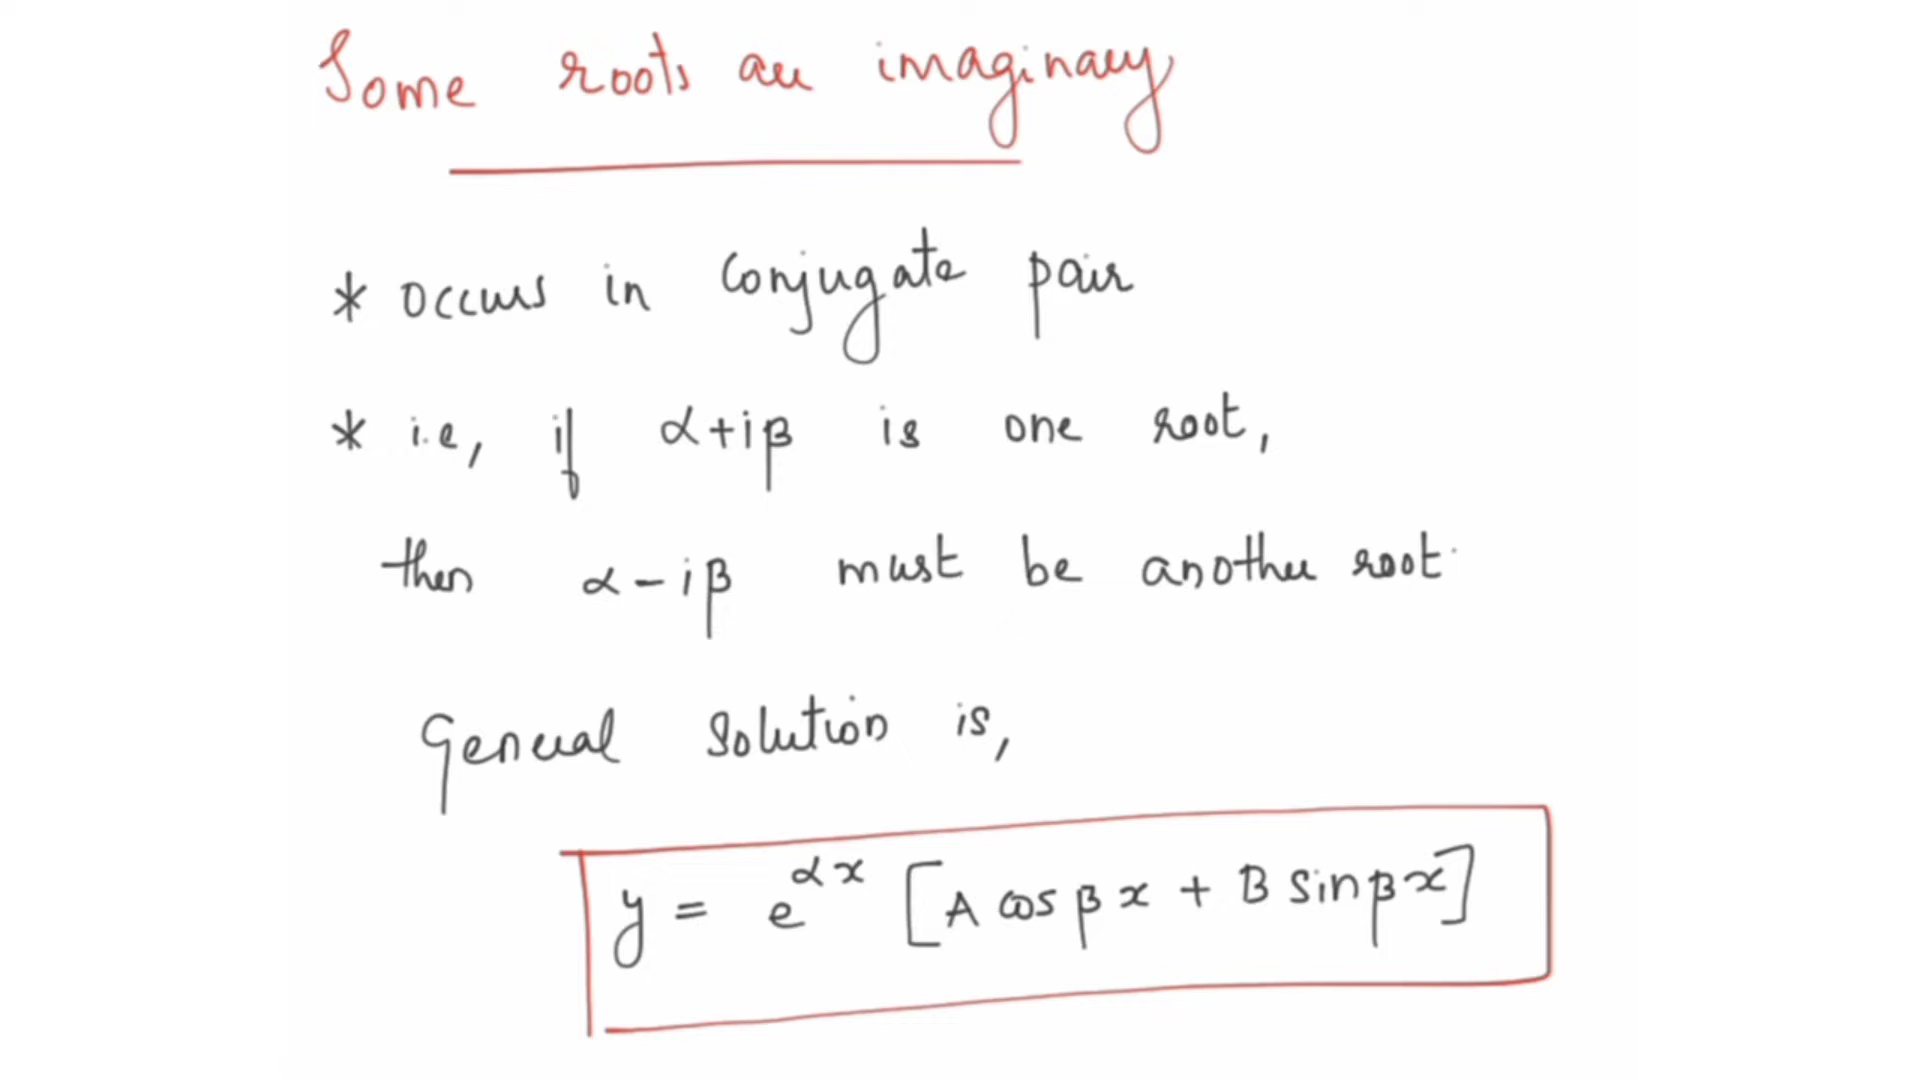 Some roots are imaginary
* occurs in conjugate pair
* i.e, if α+iβ is one root,
then α-iβ must be another root.
General solution is,
y = e^{αx} [A cos βx + B sin βx]